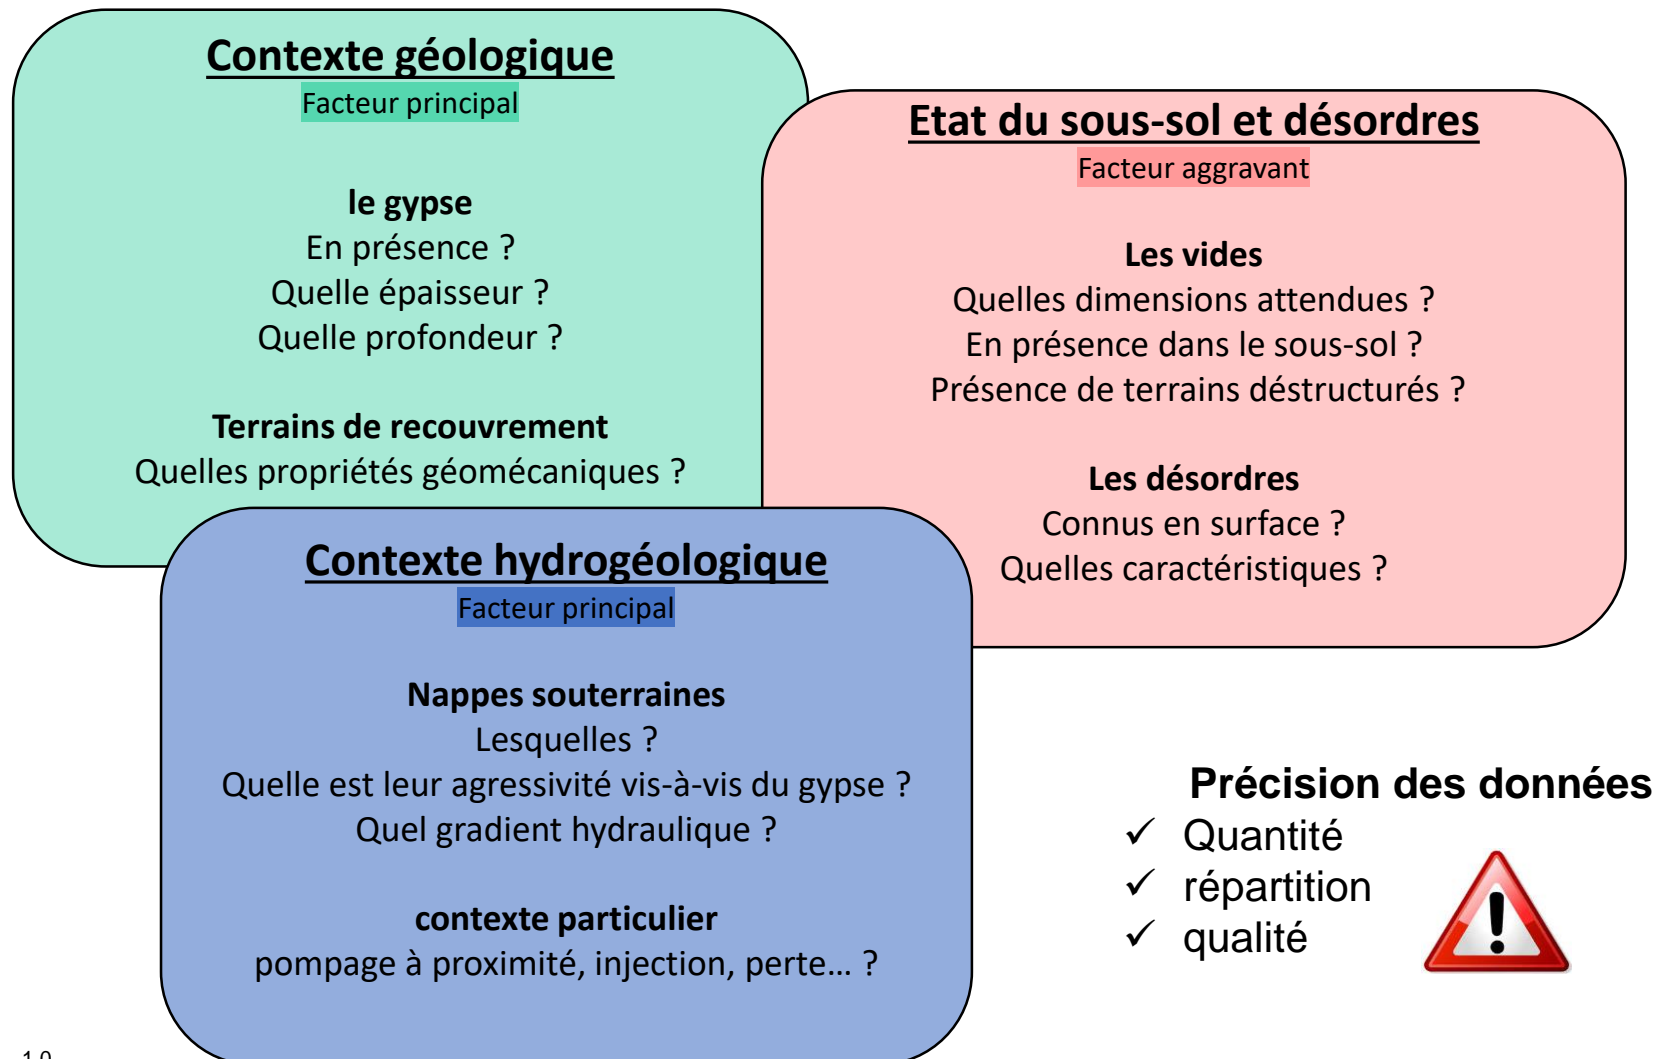 Contexte géologique
Facteur principal
le gypse
En présence ?
Quelle épaisseur ?
Quelle profondeur ?
Terrains de recouvrement
Quelles propriétés géomécaniques ?
Etat du sous-sol et désordres
Facteur aggravant
Les vides
Quelles dimensions attendues ?
En présence dans le sous-sol ?
Présence de terrains déstructurés ?
Les désordres
Connus en surface ?
Quelles caractéristiques ?
Contexte hydrogéologique
Facteur principal
Nappes souterraines
Lesquelles ?
Quelle est leur agressivité vis-à-vis du gypse ?
Quel gradient hydraulique ?
contexte particulier
pompage à proximité, injection, perte… ?
Précision des données
✓ Quantité
✓ répartition
✓ qualité